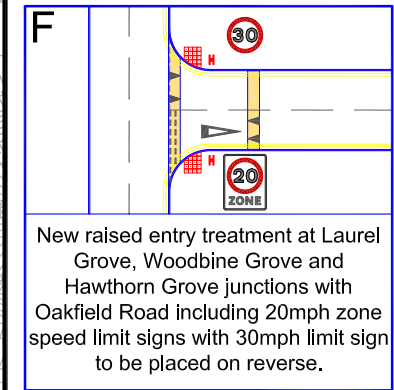 F
30
H
H
20
ZONE
New raised entry treatment at Laurel
Grove, Woodbine Grove and
Hawthorn Grove junctions with
Oakfield Road including 20mph zone
speed limit signs with 30mph limit sign
to be placed on reverse.